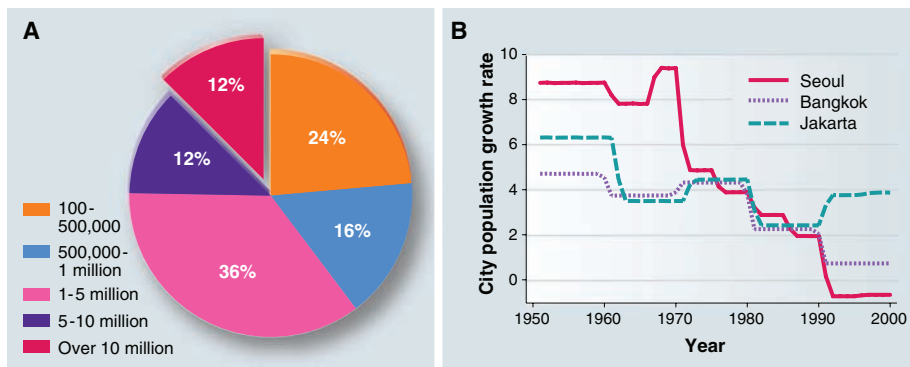 A
12%
24%
12%
16%
36%
100-
500,000
500,000-
1 million
1-5 million
5-10 million
Over 10 million
B
City population growth rate
10
8
6
4
2
0
Seoul
Bangkok
Jakarta
1950 1960 1970 1980 1990 2000
Year